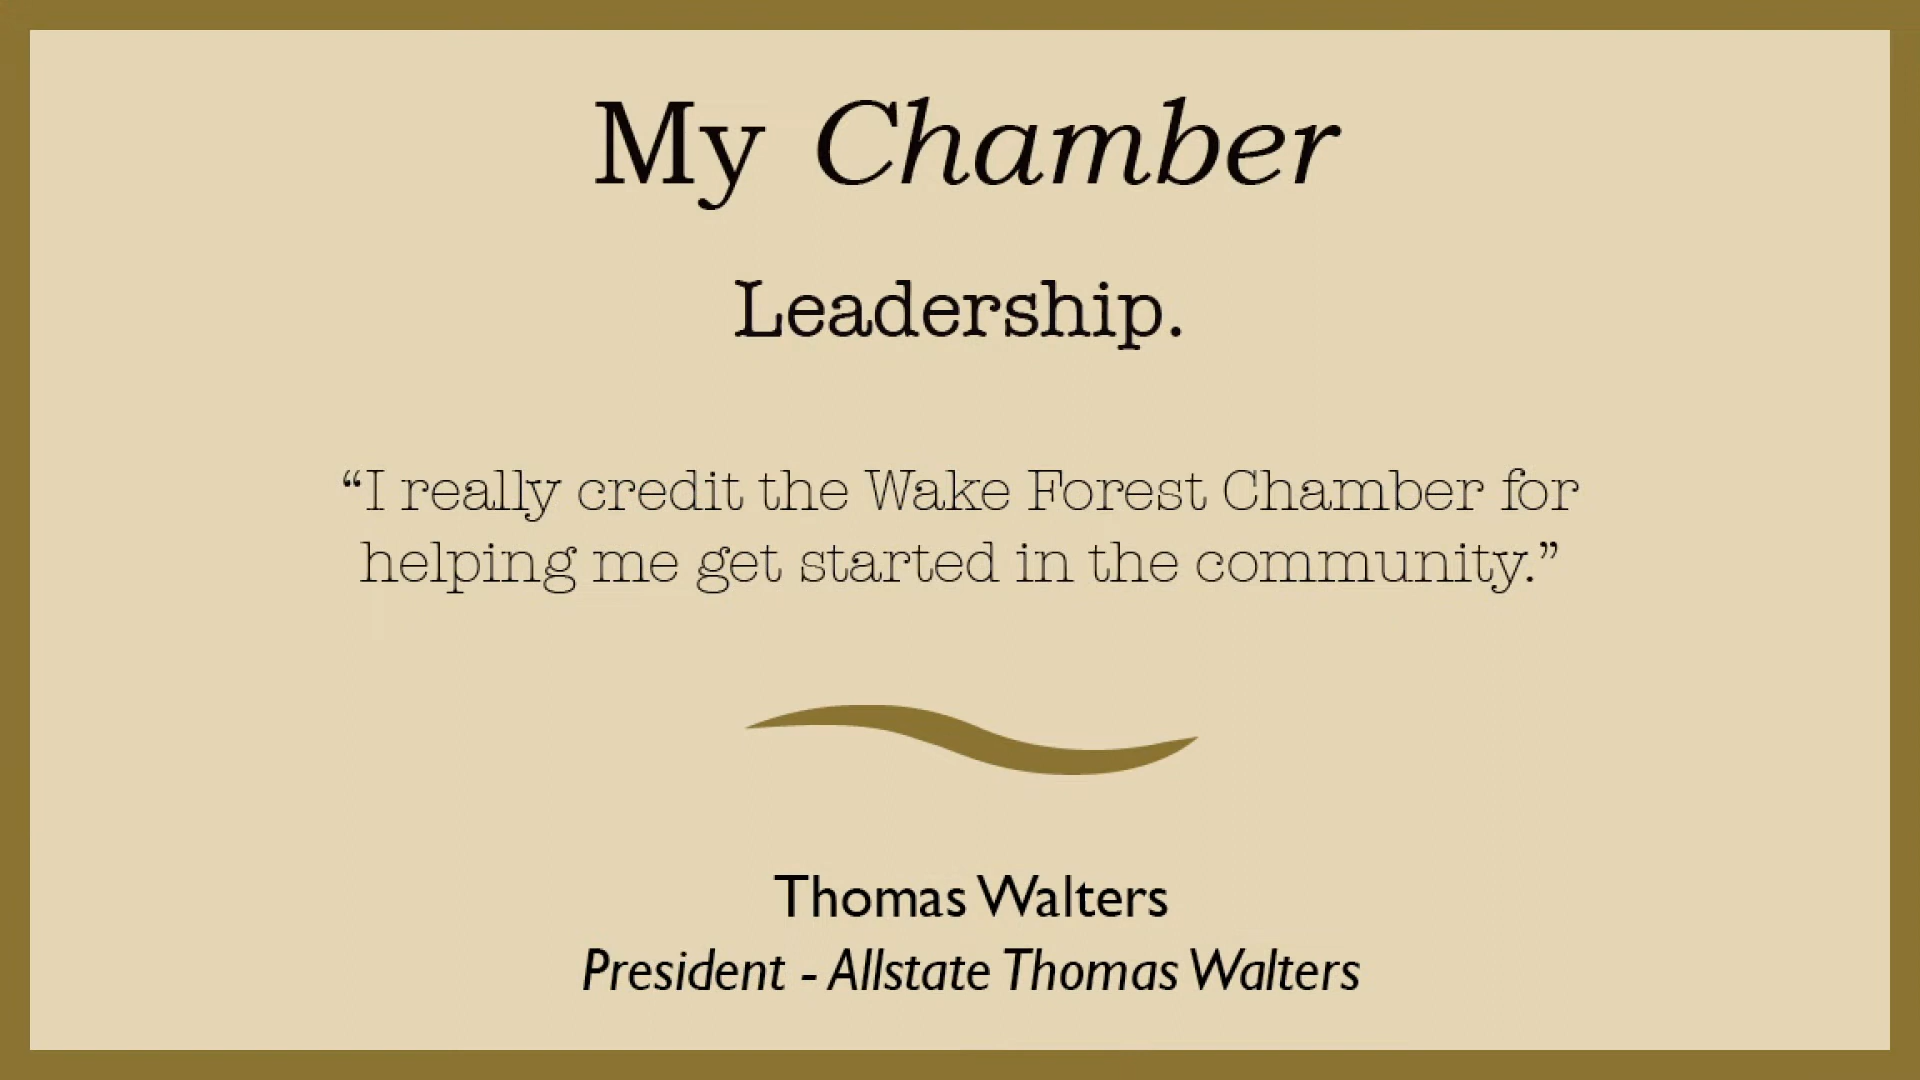 My Chamber
Leadership.
“I really credit the Wake Forest Chamber for
helping me get started in the community.”
Thomas Walters
President - Allstate Thomas Walters